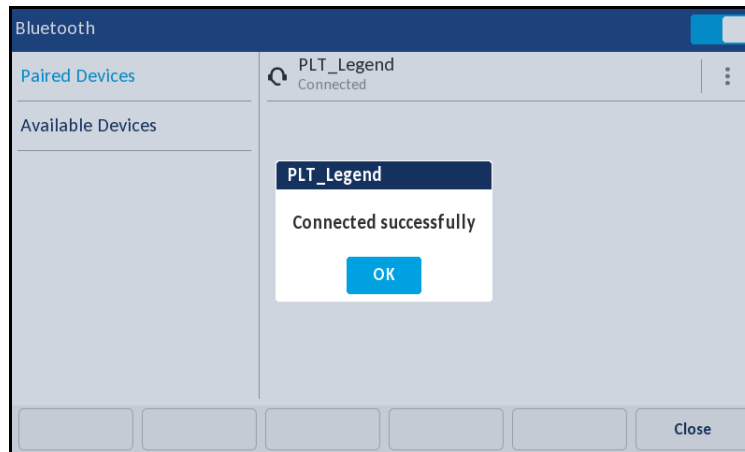 Bluetooth
Paired Devices
Available Devices
PLT_Legend
Connected
PLT_Legend
Connected successfully
OK
Close